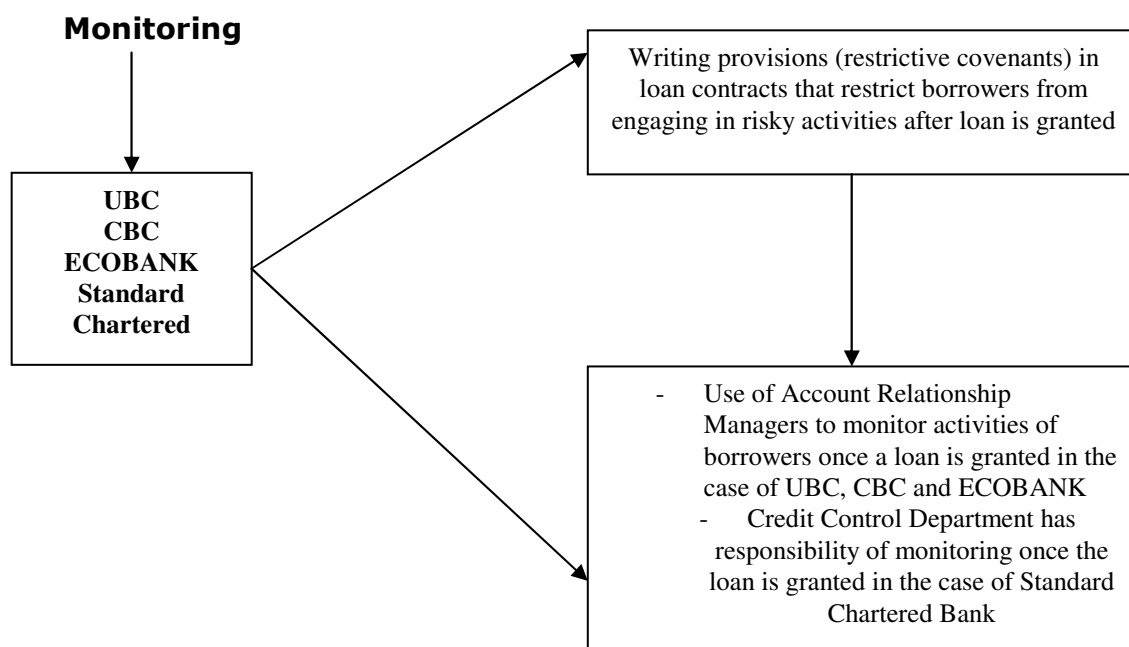 Monitoring
UBC
CBC
ECOBANK
Standard
Chartered
Writing provisions (restrictive covenants) in
loan contracts that restrict borrowers from
engaging in risky activities after loan is granted
- Use of Account Relationship
Managers to monitor activities of
borrowers once a loan is granted in the
case of UBC, CBC and ECOBANK
- Credit Control Department has
responsibility of monitoring once the
loan is granted in the case of Standard
Chartered Bank